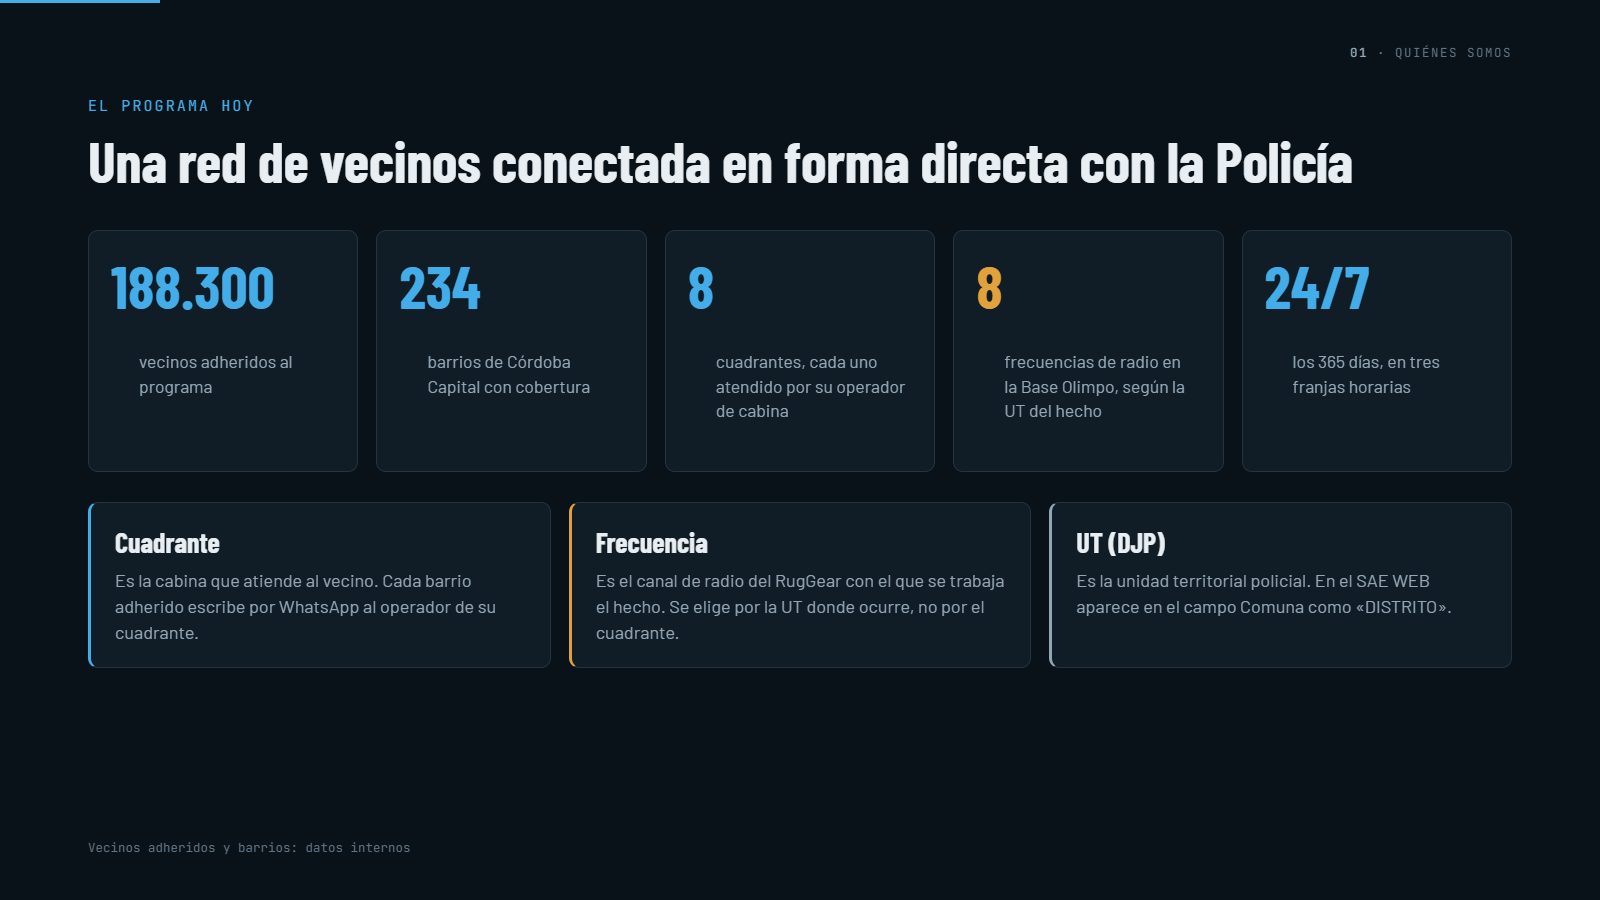 01 · QUIÉNES SOMOS
EL PROGRAMA HOY
Una red de vecinos conectada en forma directa con la Policía
188.300
vecinos adheridos al
programa
234
barrios de Córdoba
Capital con cobertura
8
cuadrantes, cada uno
atendido por su operador
de cabina
8
frecuencias de radio en
la Base Olimpo, según la
UT del hecho
24/7
los 365 días, en tres
franjas horarias
Cuadrante
Es la cabina que atiende al vecino. Cada barrio
adherido escribe por WhatsApp al operador de su
cuadrante.
Frecuencia
Es el canal de radio del RugGear con el que se trabaja
el hecho. Se elige por la UT donde ocurre, no por el
cuadrante.
UT (DJP)
Es la unidad territorial policial. En el SAE WEB
aparece en el campo Comuna como «DISTRITO».
Vecinos adheridos y barrios: datos internos